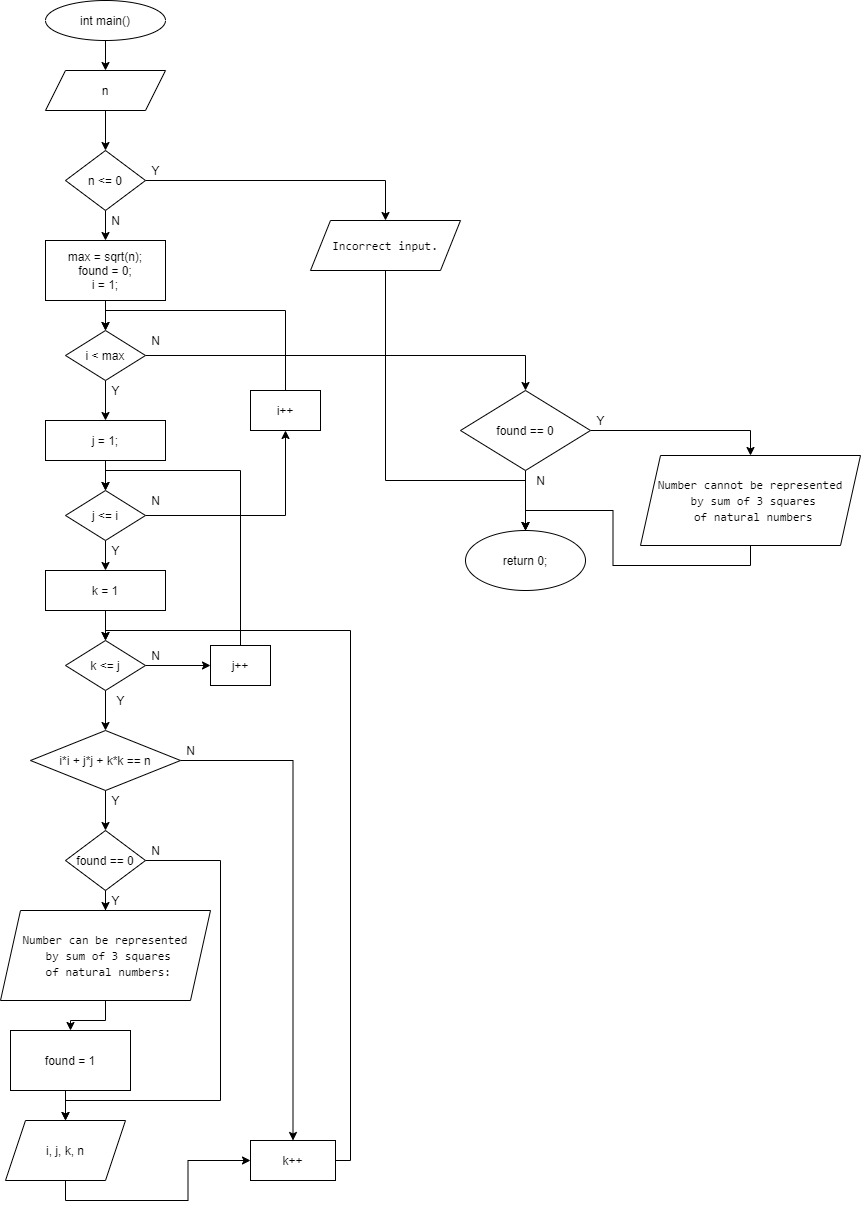 int main()
n
n <= 0
Y
N
Incorrect input.
max = sqrt(n);
found = 0;
i = 1;
i < max
N
Y
i++
found == 0
Y
N
j = 1;
Number cannot be represented
by sum of 3 squares
of natural numbers
j <= i
N
Y
return 0;
k = 1
k <= j
N
Y
j++
i*i + j*j + k*k == n
N
Y
found == 0
N
Y
Number can be represented
by sum of 3 squares
of natural numbers:
found = 1
i, j, k, n
k++